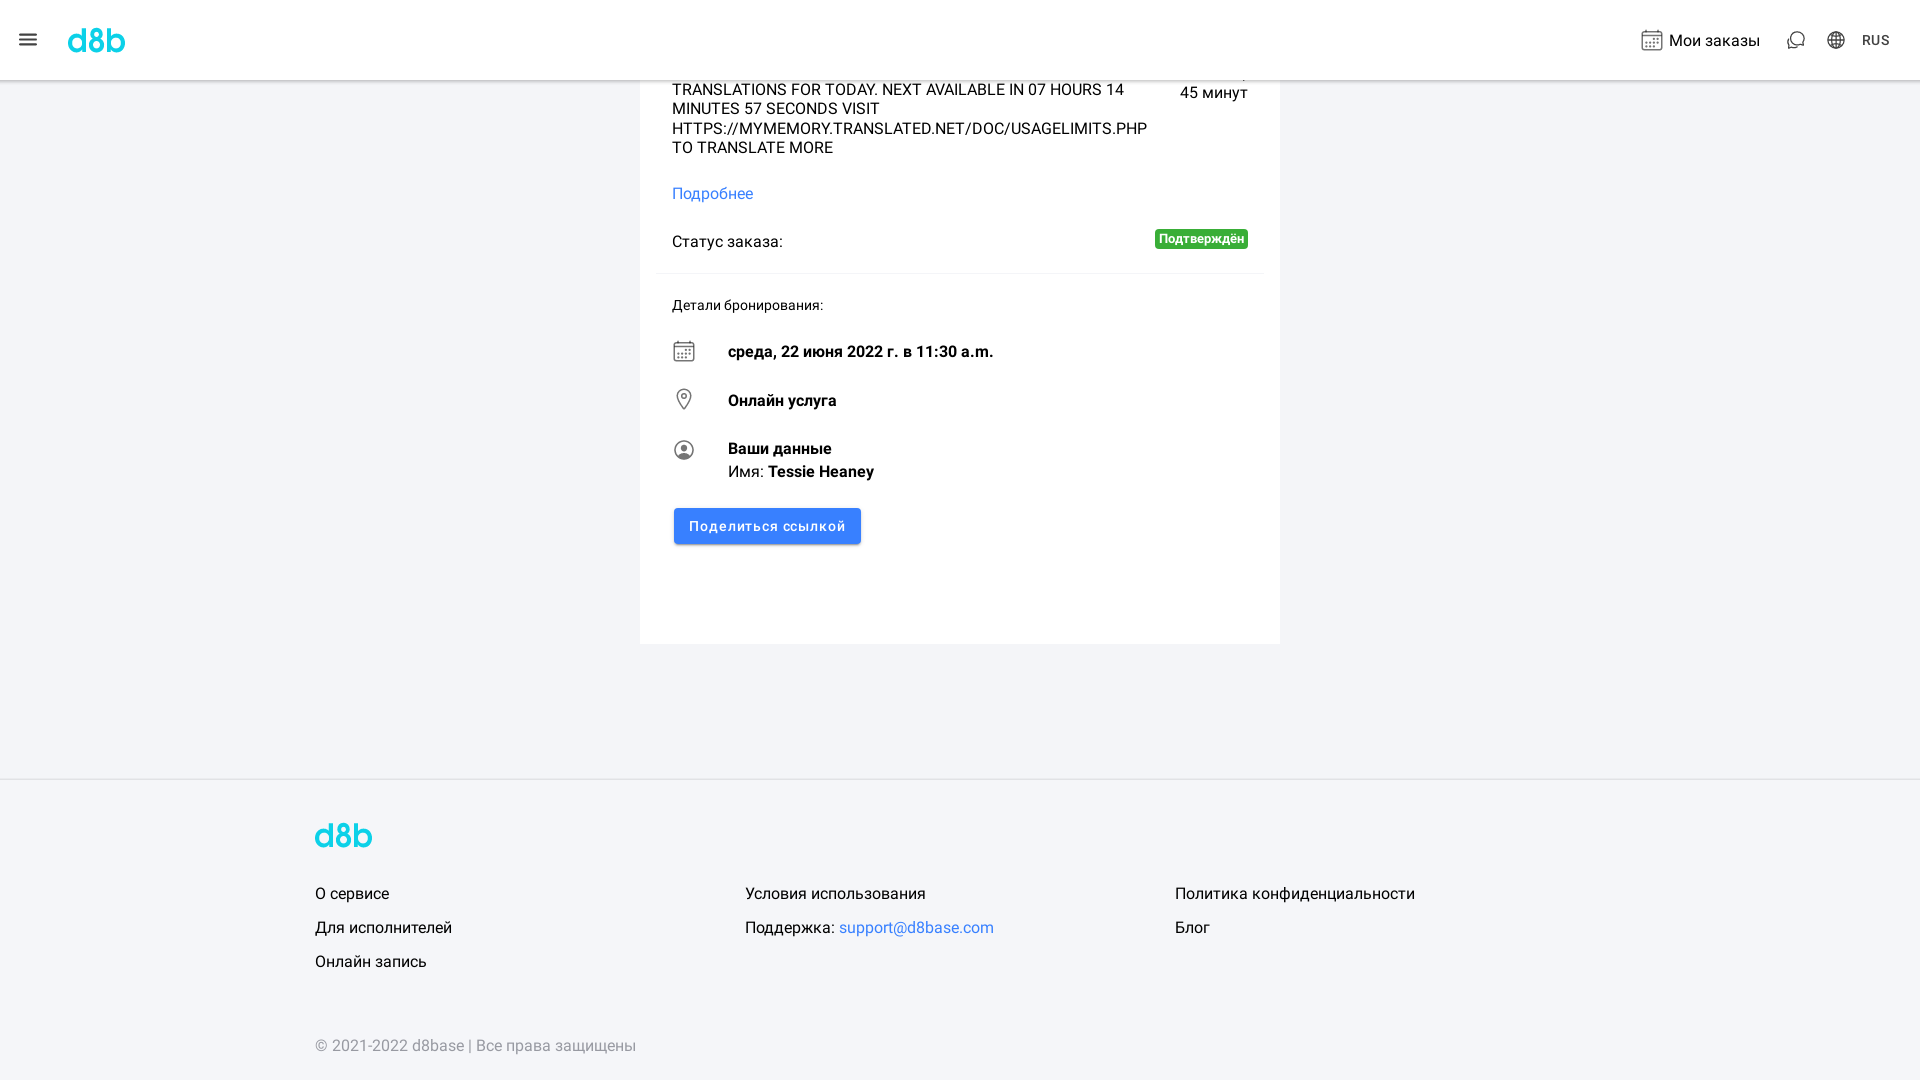 d8b
Мои заказы
RUS
TRANSLATIONS FOR TODAY. NEXT AVAILABLE IN 07 HOURS 14
MINUTES 57 SECONDS VISIT
HTTPS://MYMEMORY.TRANSLATED.NET/DOC/USAGELIMITS.PHP
TO TRANSLATE MORE
45 минут
Подробнее
Статус заказа:
Подтверждён
Детали бронирования:
среда, 22 июня 2022 г. в 11:30 a.m.
Онлайн услуга
Ваши данные
Имя: Tessie Heaney
Поделиться ссылкой
d8b
О сервисе
Для исполнителей
Онлайн запись
Условия использования
Поддержка: support@d8base.com
Политика конфиденциальности
Блог
© 2021-2022 d8base | Все права защищены